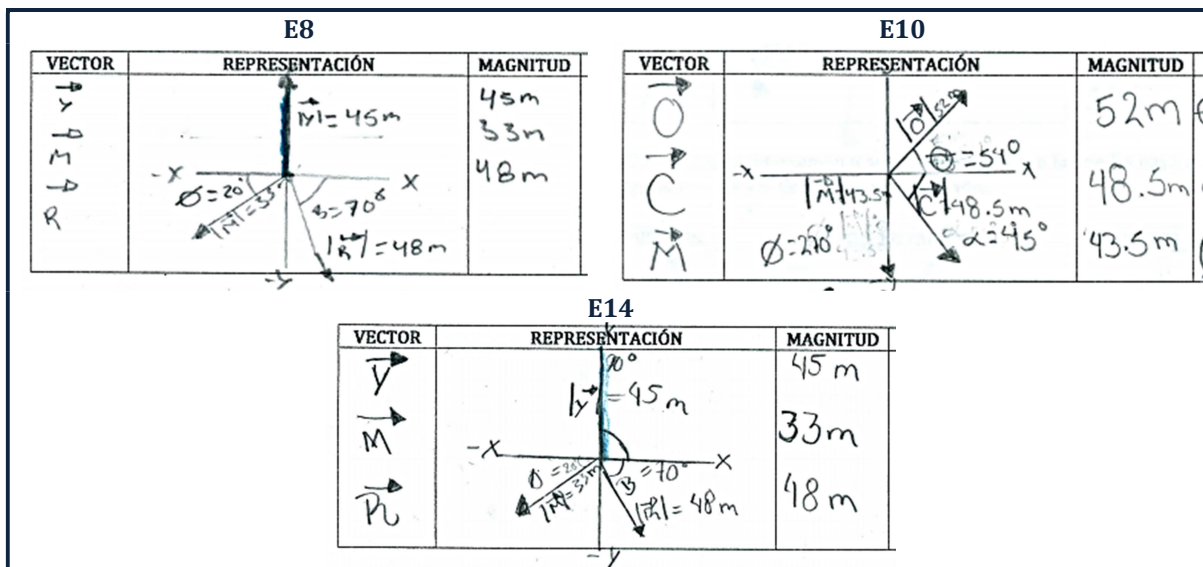 E8
VECTOR REPRESENTACIÓN MAGNITUD
Y
M
R
|Y| = 45m
-X
X
Ø=20°
|M|=33
B=70°
|R| = 48m
-Y
45m
33m
48m
E10
VECTOR REPRESENTACIÓN MAGNITUD
O
C
M
|O| 52m
θ=54°
-X
X
|M| 43.5
|C| 48.5m
α=45°
Ø=270°
-Y
52m
48.5m
43.5m
E14
VECTOR REPRESENTACIÓN MAGNITUD
Y
M
R
90°
|Y| = 45m
-X
X
Ø = 20°
|M|=33m
B = 70°
|R| = 48m
-Y
45 m
33m
48 m